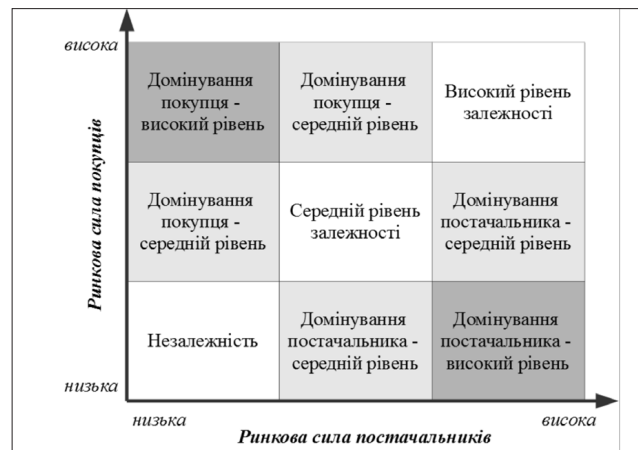 висока
Домінування
покупця -
високий рівень
Домінування
покупця -
середній рівень
Високий рівень
залежності
Ринкова сила покупців
Домінування
покупця -
середній рівень
Середній рівень
залежності
Домінування
постачальника -
середній рівень
Незалежність
Домінування
постачальника -
середній рівень
Домінування
постачальника -
високий рівень
низька
низька
висока
Ринкова сила постачальників